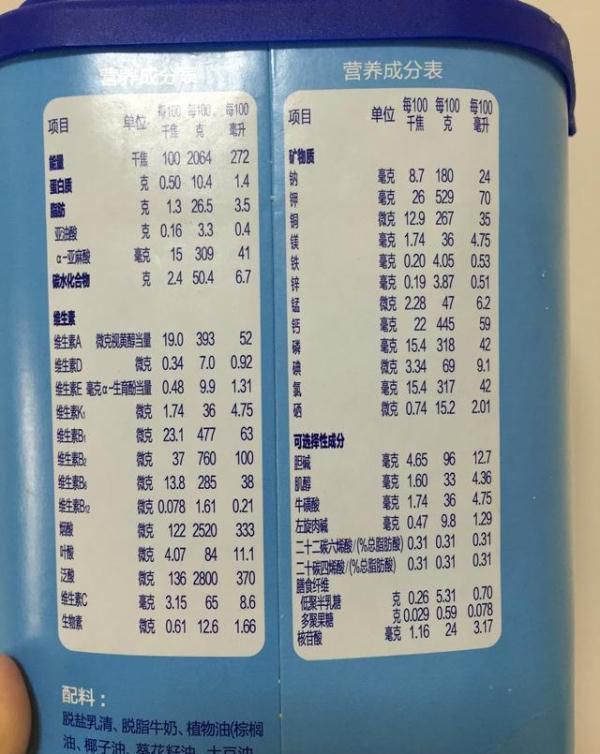 营养成分表
项目 单位 每100千焦 每100克 每100毫升
能量 千焦 100 2064 272
蛋白质 克 0.50 10.4 1.4
脂肪 克 1.3 26.5 3.5
亚油酸 克 0.16 3.3 0.4
α-亚麻酸 毫克 15 309 41
碳水化合物 克 2.4 50.4 6.7
维生素
维生素A 微克视黄醇当量 19.0 393 52
维生素D 微克 0.34 7.0 0.92
维生素E 毫克α-生育酚当量 0.48 9.9 1.31
维生素K₁ 微克 1.74 36 4.75
维生素B₁ 微克 23.1 477 63
维生素B₂ 微克 37 760 100
维生素B₆ 微克 13.8 285 38
维生素B₁₂ 微克 0.078 1.61 0.21
烟酸 微克 122 2520 333
叶酸 微克 4.07 84 11.1
泛酸 微克 136 2800 370
维生素C 毫克 3.15 65 8.6
生物素 微克 0.61 12.6 1.66
配料：
脱盐乳清、脱脂牛奶、植物油(棕榈
油、椰子油、葵花籽油、大豆油
营养成分表
项目 单位 每100千焦 每100克 每100毫升
矿物质
钠 毫克 8.7 180 24
钾 毫克 26 529 70
铜 微克 12.9 267 35
镁 毫克 1.74 36 4.75
铁 毫克 0.20 4.05 0.53
锌 毫克 0.19 3.87 0.51
锰 微克 2.28 47 6.2
钙 毫克 22 445 59
磷 毫克 15.4 318 42
碘 微克 3.34 69 9.1
氯 毫克 15.4 317 42
硒 微克 0.74 15.2 2.01
可选择性成分
胆碱 毫克 4.65 96 12.7
肌醇 毫克 1.60 33 4.36
牛磺酸 毫克 1.74 36 4.75
左旋肉碱 毫克 0.47 9.8 1.29
二十二碳六烯酸/(%总脂肪酸) 0.31 0.31 0.31
二十碳四烯酸/(%总脂肪酸) 0.31 0.31 0.31
膳食纤维
低聚半乳糖 克 0.26 5.31 0.70
多聚果糖 克 0.029 0.59 0.078
核苷酸 毫克 1.16 24 3.17